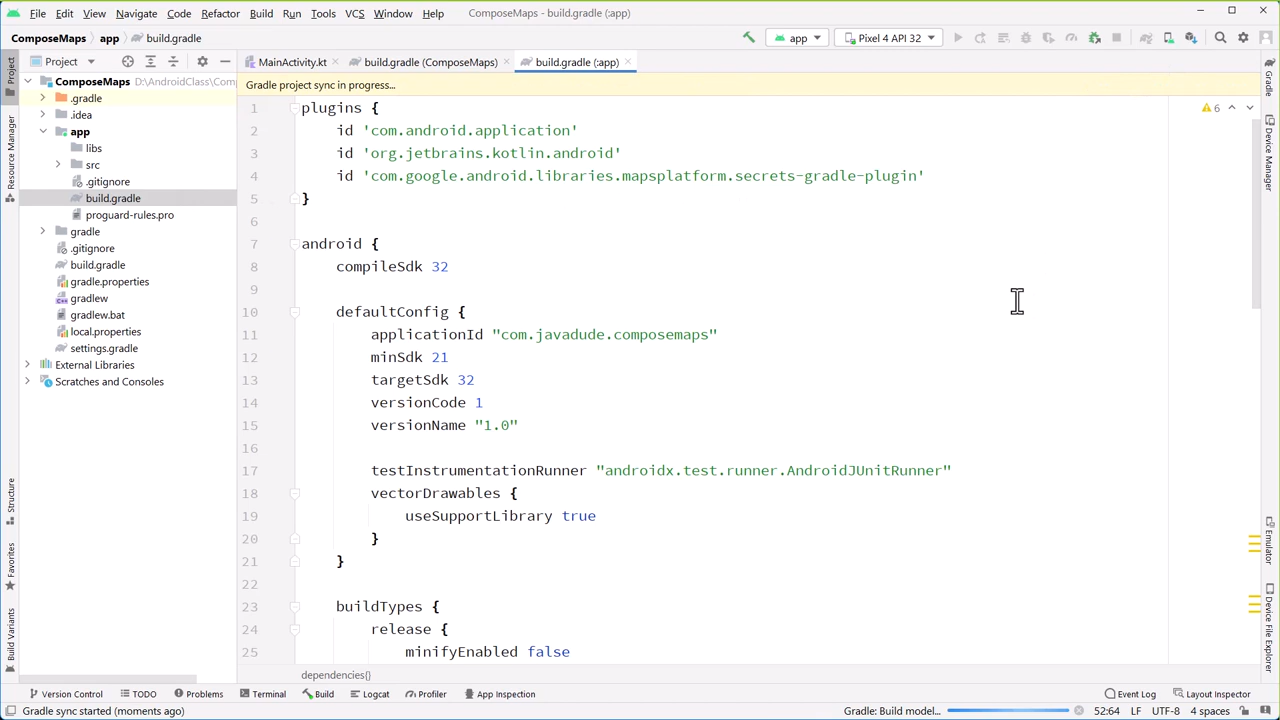 File Edit View Navigate Code Refactor Build Run Tools VCS Window Help ComposeMaps - build.gradle (:app)
ComposeMaps app build.gradle app Pixel 4 API 32
Project MainActivity.kt build.gradle (ComposeMaps) build.gradle (:app)
Gradle project sync in progress...
ComposeMaps D:\AndroidClass\Com
.gradle
.idea
app
libs
src
.gitignore
build.gradle
proguard-rules.pro
gradle
.gitignore
build.gradle
gradle.properties
gradlew
gradlew.bat
local.properties
settings.gradle
External Libraries
Scratches and Consoles
6
1 plugins {
2 id 'com.android.application'
3 id 'org.jetbrains.kotlin.android'
4 id 'com.google.android.libraries.mapsplatform.secrets-gradle-plugin'
5 }
6
7 android {
8 compileSdk 32
9
10 defaultConfig {
11 applicationId "com.javadude.composemaps"
12 minSdk 21
13 targetSdk 32
14 versionCode 1
15 versionName "1.0"
16
17 testInstrumentationRunner "androidx.test.runner.AndroidJUnitRunner"
18 vectorDrawables {
19 useSupportLibrary true
20 }
21 }
22
23 buildTypes {
24 release {
25 minifyEnabled false
dependencies{}
Project
Resource Manager
Structure
Favorites
Build Variants
Gradle
Device Manager
Emulator
Device File Explorer
Version Control TODO Problems Terminal Build Logcat Profiler App Inspection Event Log Layout Inspector
Gradle sync started (moments ago) Gradle: Build model... 52:64 LF UTF-8 4 spaces